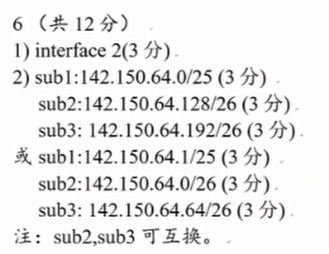 6 （共 12 分）
1) interface 2(3 分).
2) sub1:142.150.64.0/25 (3 分) .
sub2:142.150.64.128/26 (3 分).
sub3: 142.150.64.192/26 (3 分).
或 sub1:142.150.64.1/25 (3 分) .
sub2:142.150.64.0/26 (3 分).
sub3: 142.150.64.64/26 (3 分).
注：sub2,sub3 可互换。.